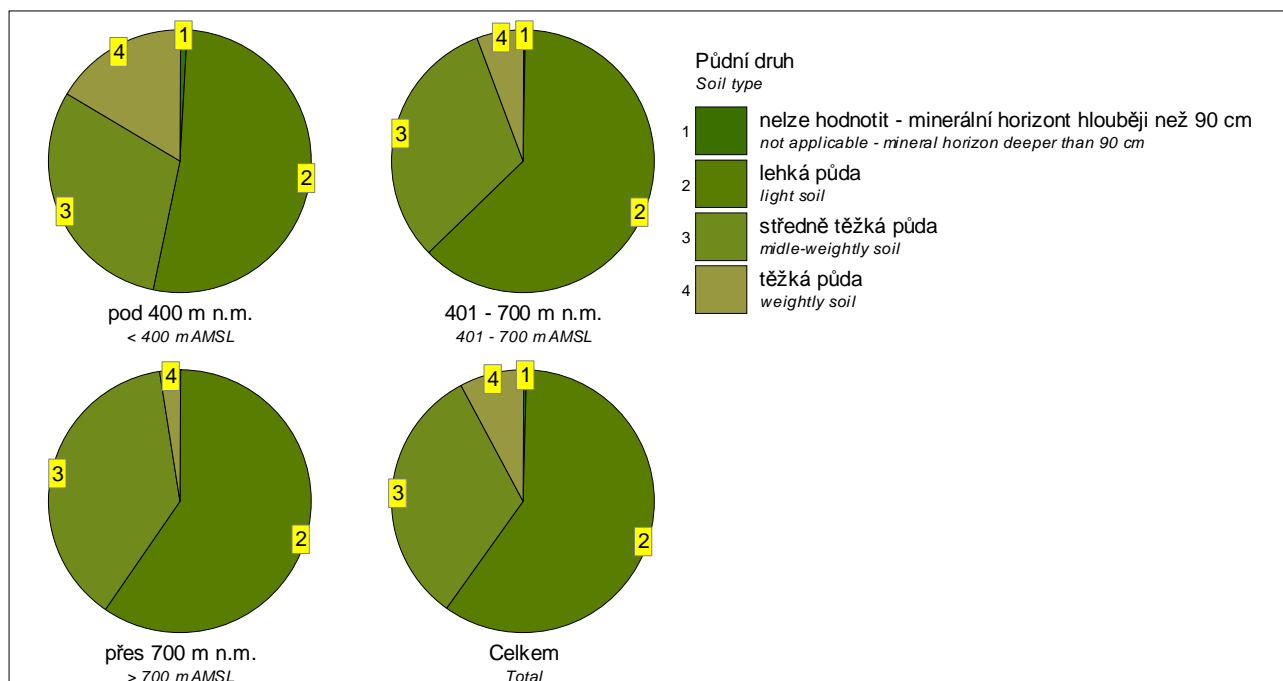 1
4
2
3
pod 400 m n.m.
< 400 m AMSL
1
4
3
2
401 - 700 m n.m.
401 - 700 m AMSL
4
3
2
přes 700 m n.m.
> 700 m AMSL
1
4
3
2
Celkem
Total
Půdní druh
Soil type
1 nelze hodnotit - minerální horizont hlouběji než 90 cm
not applicable - mineral horizon deeper than 90 cm
2 lehká půda
light soil
3 středně těžká půda
midle-weightly soil
4 těžká půda
weightly soil